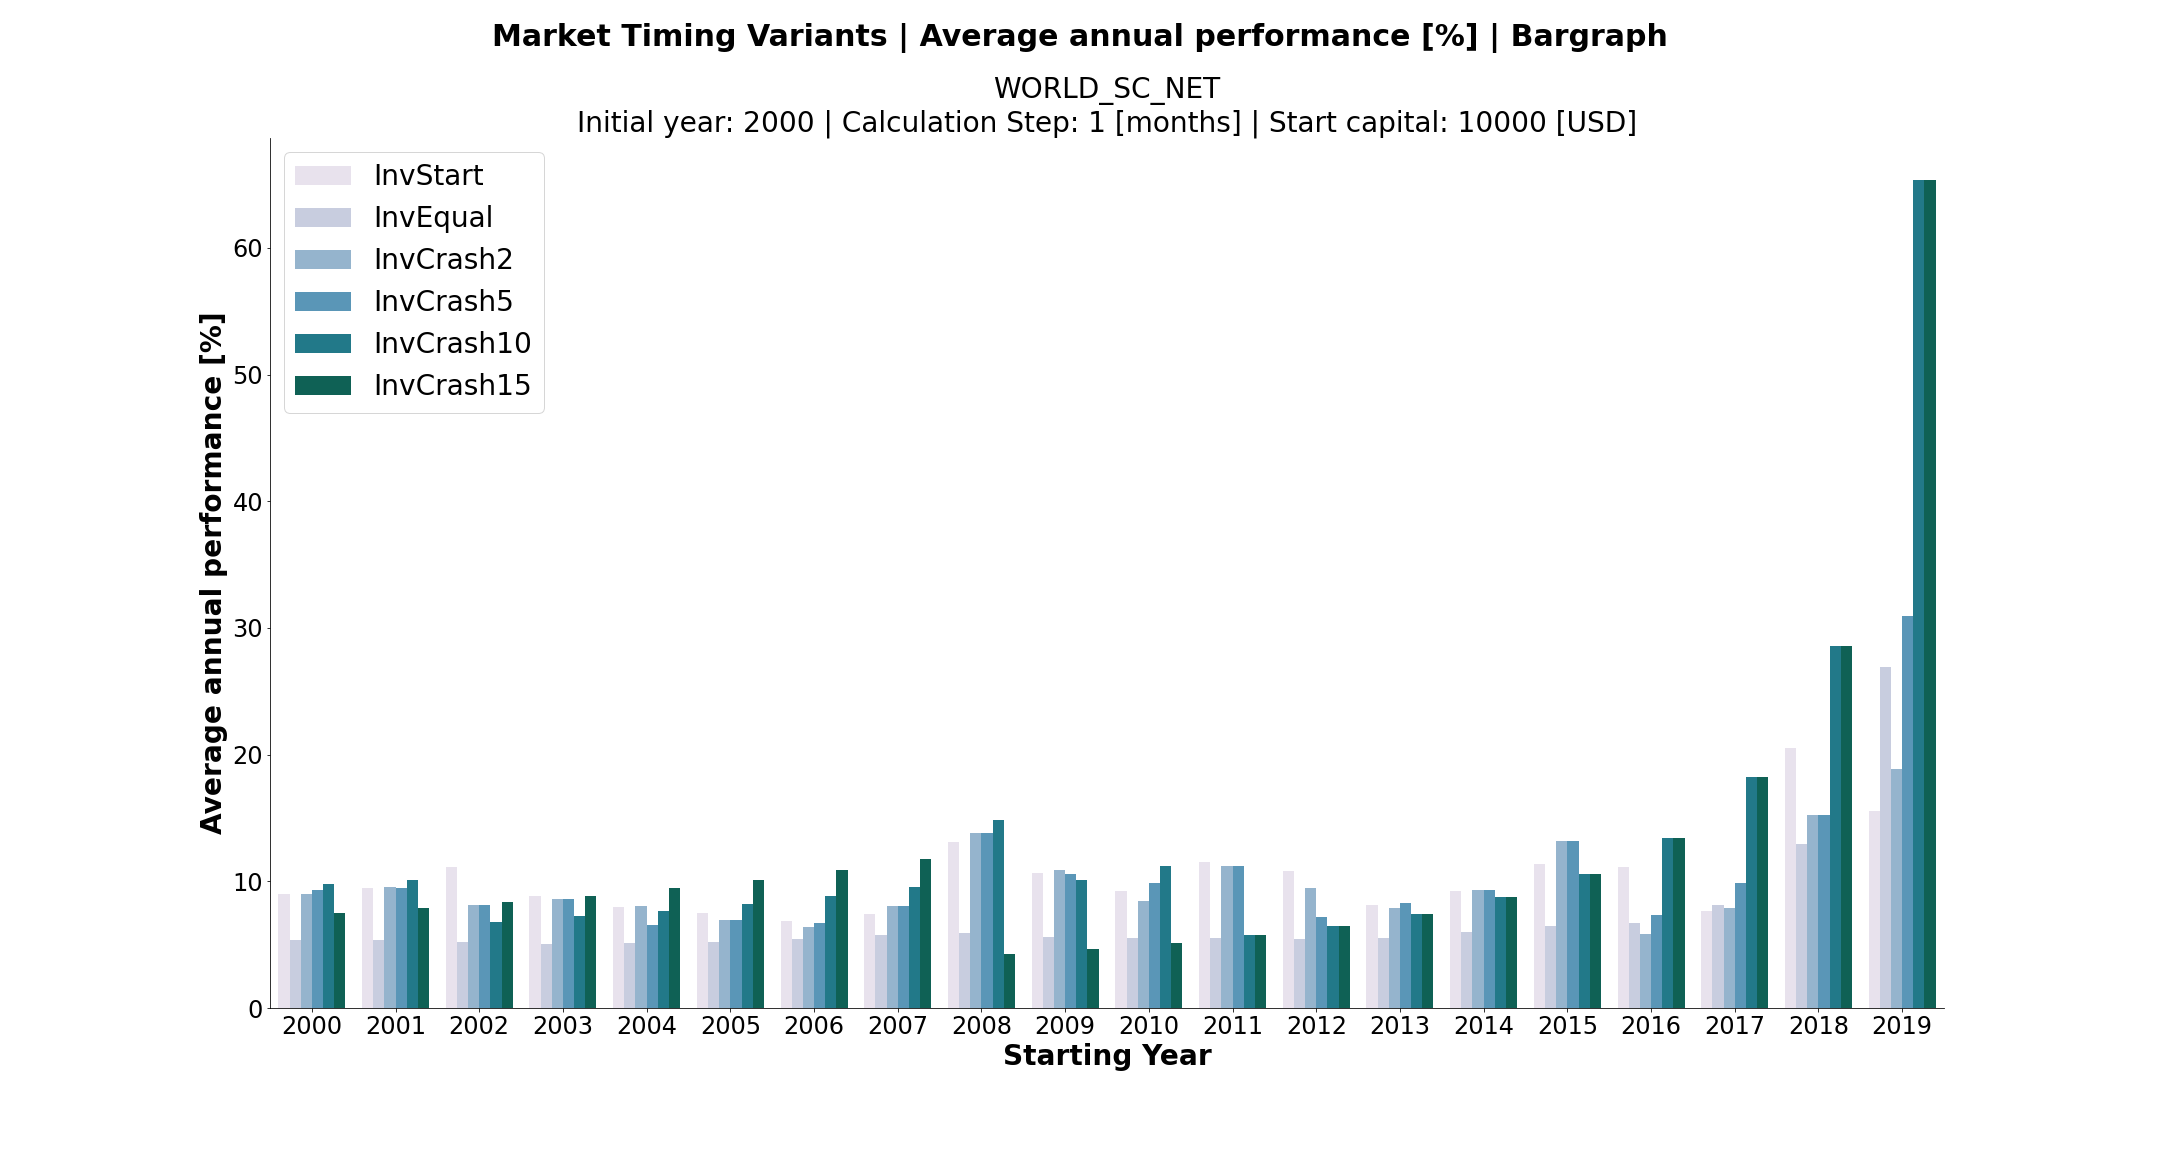 Market Timing Variants | Average annual performance [%] | Bargraph
WORLD_SC_NET
Initial year: 2000 | Calculation Step: 1 [months] | Start capital: 10000 [USD]
InvStart
InvEqual
InvCrash2
InvCrash5
InvCrash10
InvCrash15
Average annual performance [%]
60
50
40
30
20
10
0
2000 2001 2002 2003 2004 2005 2006 2007 2008 2009 2010 2011 2012 2013 2014 2015 2016 2017 2018 2019
Starting Year